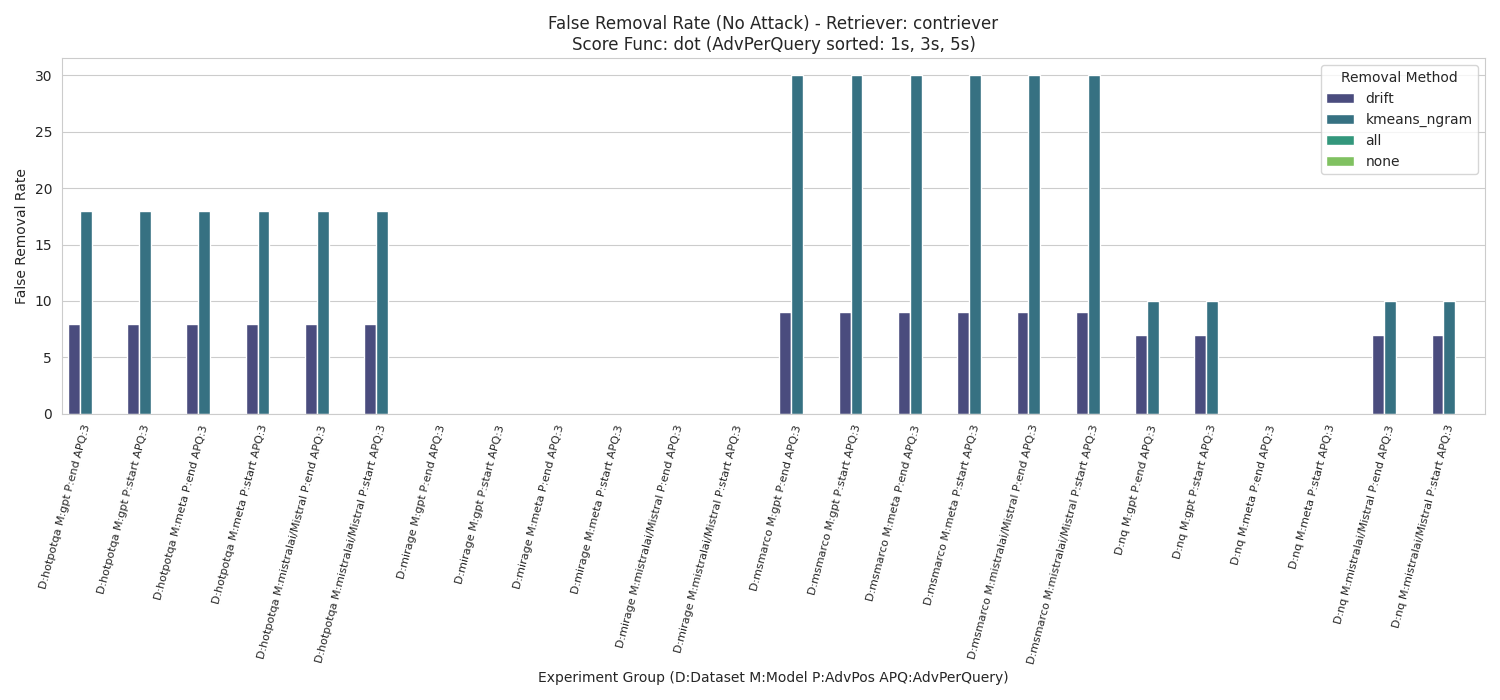 False Removal Rate (No Attack) - Retriever: contriever
Score Func: dot (AdvPerQuery sorted: 1s, 3s, 5s)
False Removal Rate
30
25
20
15
10
5
0
Removal Method
drift
kmeans_ngram
all
none
D:hotpotqa M:gpt P:end APQ:3
D:hotpotqa M:gpt P:start APQ:3
D:hotpotqa M:meta P:end APQ:3
D:hotpotqa M:meta P:start APQ:3
D:hotpotqa M:mistralai/Mistral P:end APQ:3
D:hotpotqa M:mistralai/Mistral P:start APQ:3
D:mirage M:gpt P:end APQ:3
D:mirage M:gpt P:start APQ:3
D:mirage M:meta P:end APQ:3
D:mirage M:meta P:start APQ:3
D:mirage M:mistralai/Mistral P:end APQ:3
D:mirage M:mistralai/Mistral P:start APQ:3
D:msmarco M:gpt P:end APQ:3
D:msmarco M:gpt P:start APQ:3
D:msmarco M:meta P:end APQ:3
D:msmarco M:meta P:start APQ:3
D:msmarco M:mistralai/Mistral P:end APQ:3
D:msmarco M:mistralai/Mistral P:start APQ:3
D:nq M:gpt P:end APQ:3
D:nq M:gpt P:start APQ:3
D:nq M:meta P:end APQ:3
D:nq M:meta P:start APQ:3
D:nq M:mistralai/Mistral P:end APQ:3
D:nq M:mistralai/Mistral P:start APQ:3
Experiment Group (D:Dataset M:Model P:AdvPos APQ:AdvPerQuery)